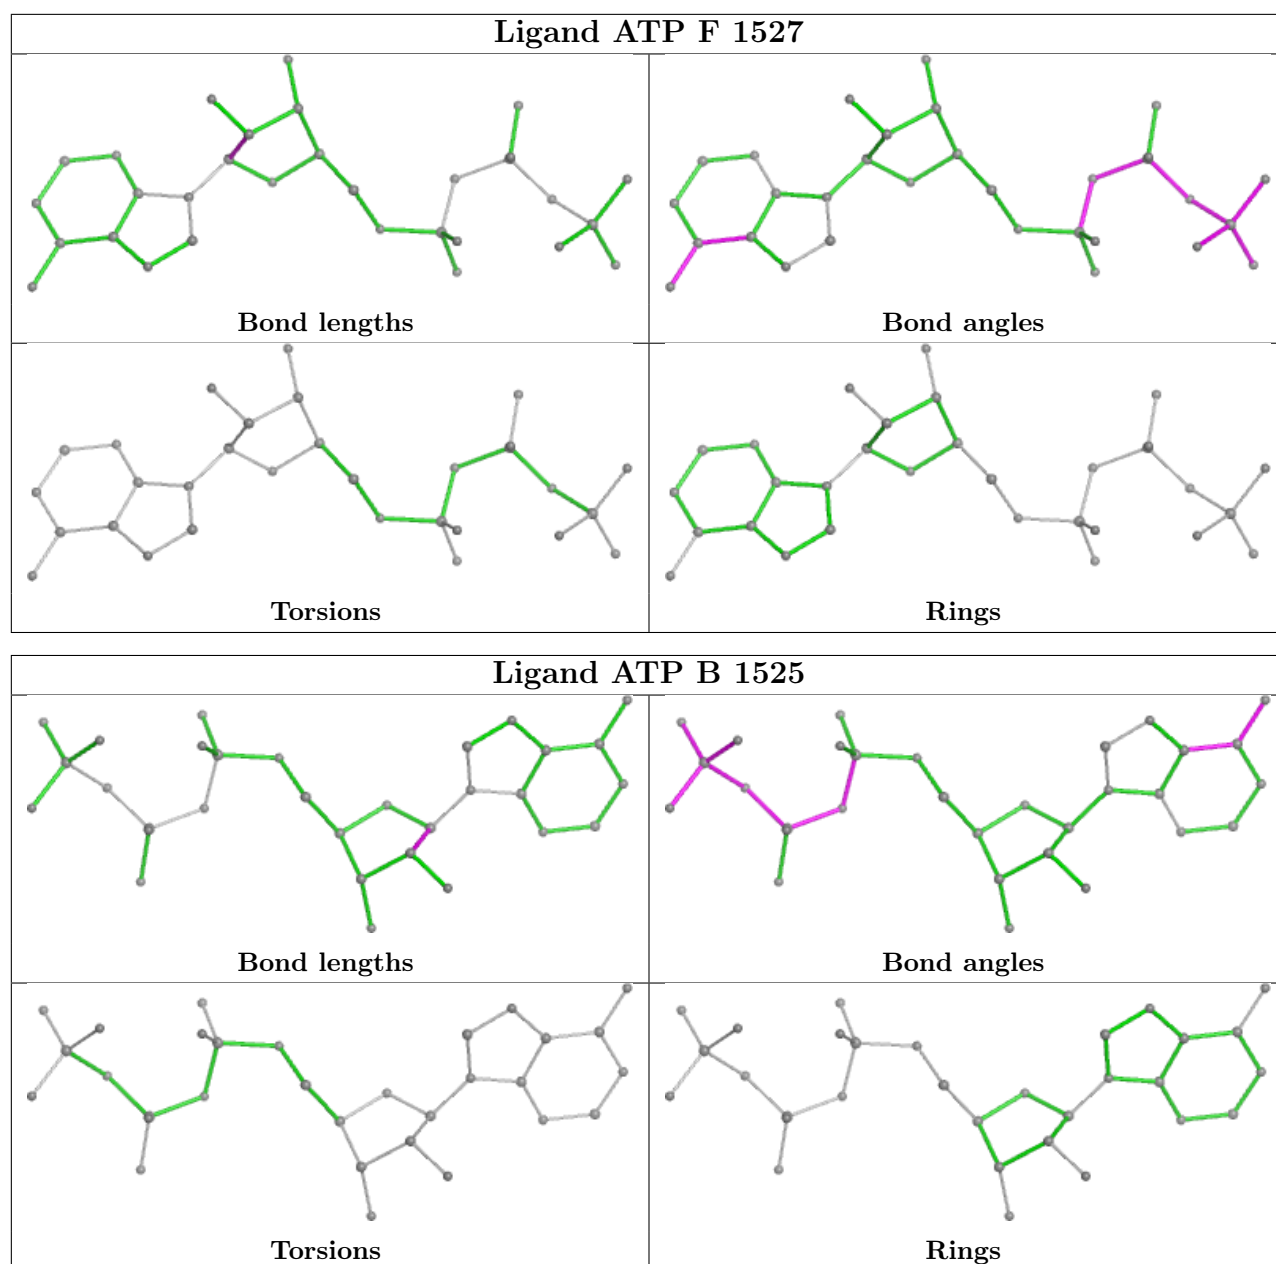 Ligand ATP F 1527
Bond lengths
Bond angles
Torsions
Rings
Ligand ATP B 1525
Bond lengths
Bond angles
Torsions
Rings